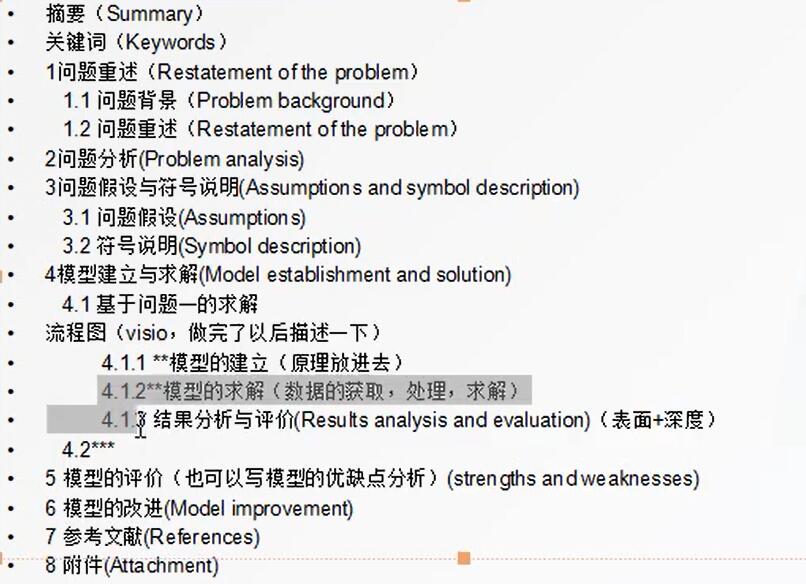 • 摘要（Summary）
• 关键词（Keywords）
• 1问题重述（Restatement of the problem）
• 1.1 问题背景（Problem background）
• 1.2 问题重述（Restatement of the problem）
• 2问题分析(Problem analysis)
• 3问题假设与符号说明(Assumptions and symbol description)
• 3.1 问题假设(Assumptions)
• 3.2 符号说明(Symbol description)
• 4模型建立与求解(Model establishment and solution)
• 4.1 基于问题一的求解
• 流程图（visio，做完了以后描述一下）
• 4.1.1 **模型的建立（原理放进去）
• 4.1.2**模型的求解（数据的获取，处理，求解）
• 4.1.3 结果分析与评价(Results analysis and evaluation)（表面+深度）
• 4.2***
• 5 模型的评价（也可以写模型的优缺点分析）(strengths and weaknesses)
• 6 模型的改进(Model improvement)
• 7 参考文献(References)
• 8 附件(Attachment)